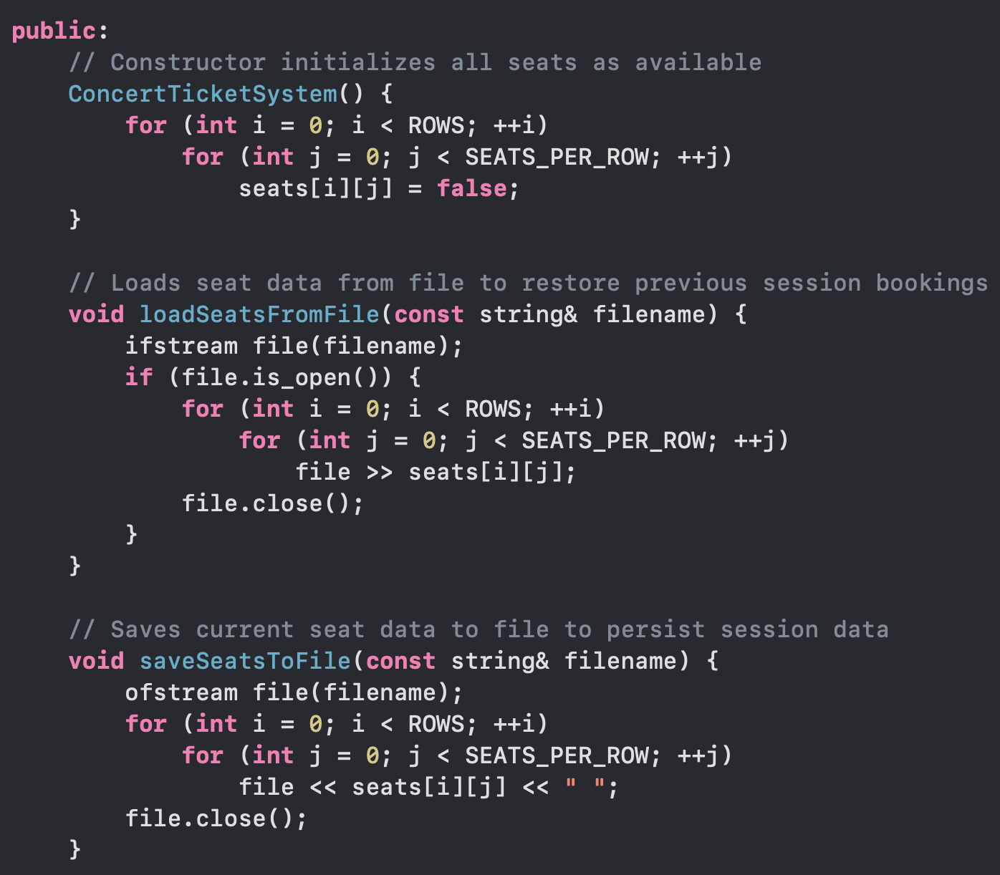 public:
    // Constructor initializes all seats as available
    ConcertTicketSystem() {
        for (int i = 0; i < ROWS; ++i)
            for (int j = 0; j < SEATS_PER_ROW; ++j)
                seats[i][j] = false;
    }

    // Loads seat data from file to restore previous session bookings
    void loadSeatsFromFile(const string& filename) {
        ifstream file(filename);
        if (file.is_open()) {
            for (int i = 0; i < ROWS; ++i)
                for (int j = 0; j < SEATS_PER_ROW; ++j)
                    file >> seats[i][j];
            file.close();
        }
    }

    // Saves current seat data to file to persist session data
    void saveSeatsToFile(const string& filename) {
        ofstream file(filename);
        for (int i = 0; i < ROWS; ++i)
            for (int j = 0; j < SEATS_PER_ROW; ++j)
                file << seats[i][j] << " ";
        file.close();
    }